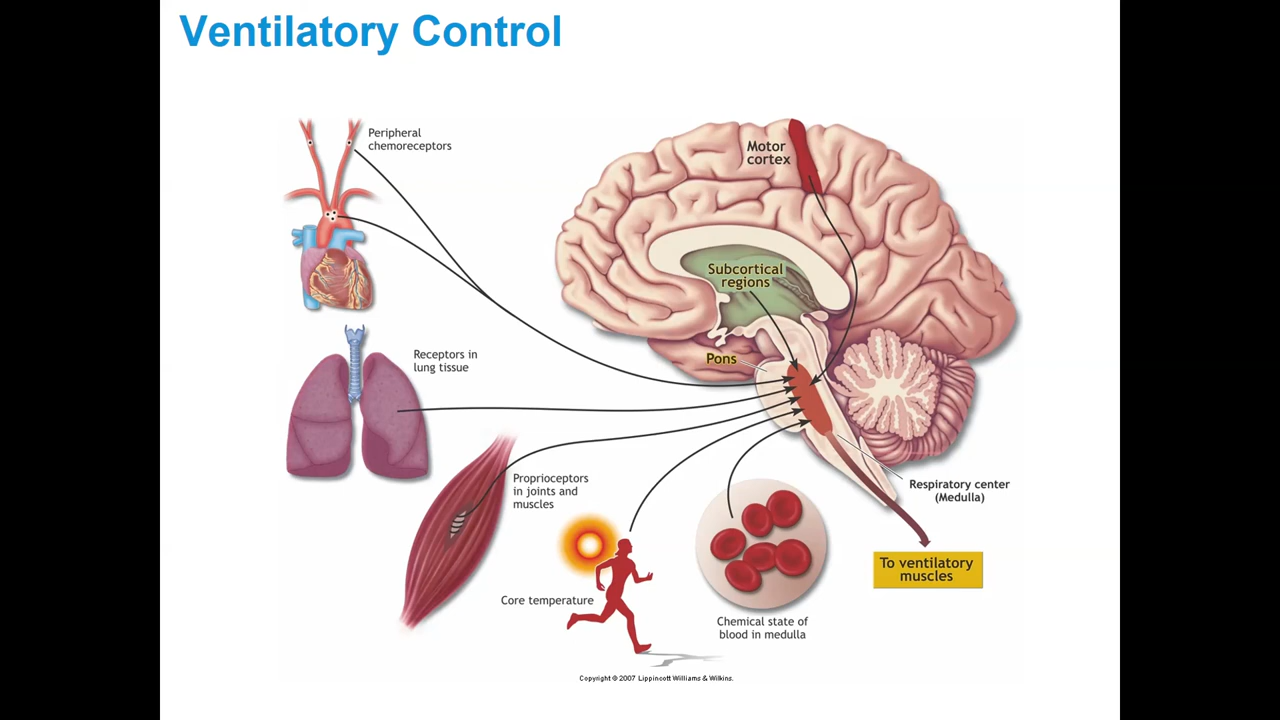 Ventilatory Control
Peripheral
chemoreceptors
Motor
cortex
Subcortical
regions
Pons
Receptors in
lung tissue
Proprioceptors
in joints and
muscles
Respiratory center
(Medulla)
To ventilatory
muscles
Core temperature
Chemical state of
blood in medulla
Copyright © 2007 Lippincott Williams & Wilkins.